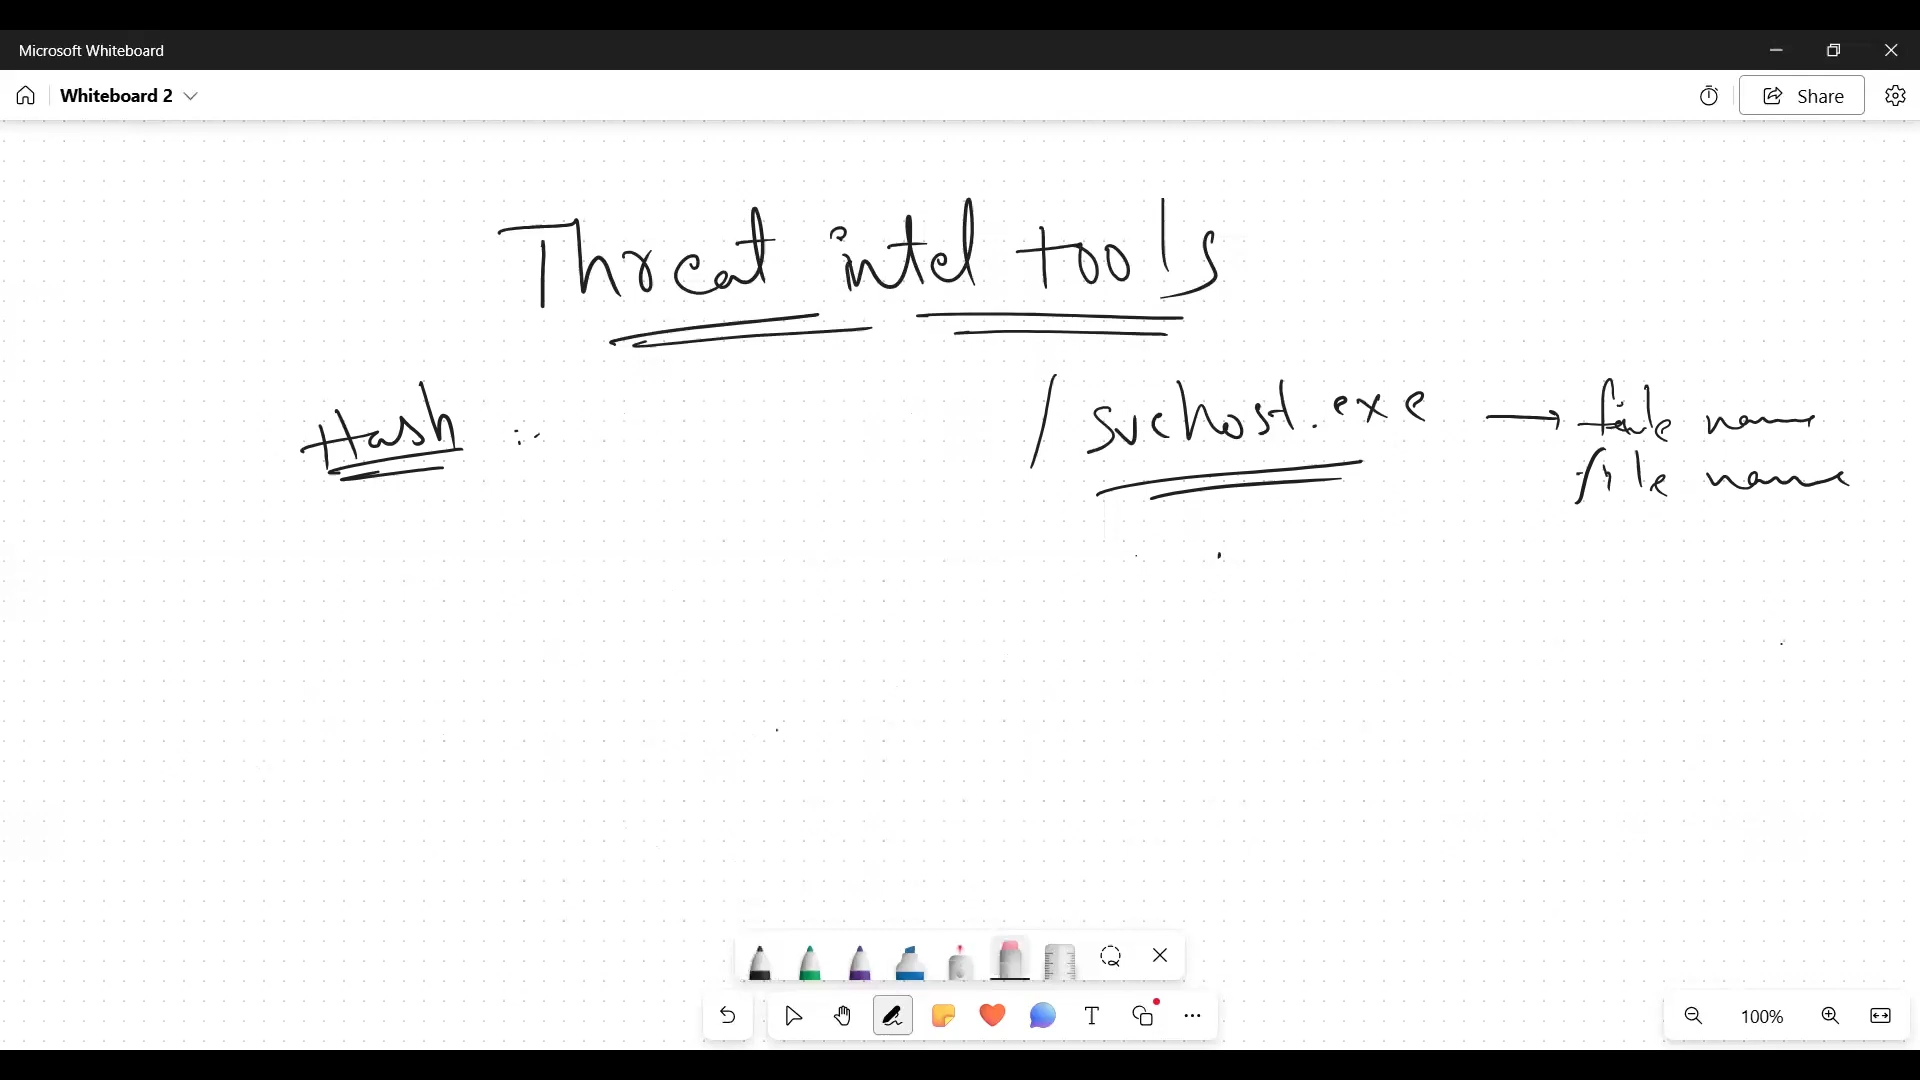 Microsoft Whiteboard
Whiteboard 2
Share
Threat intel tools
Hash :-
/ svchost.exe → file name
file name
T
100%